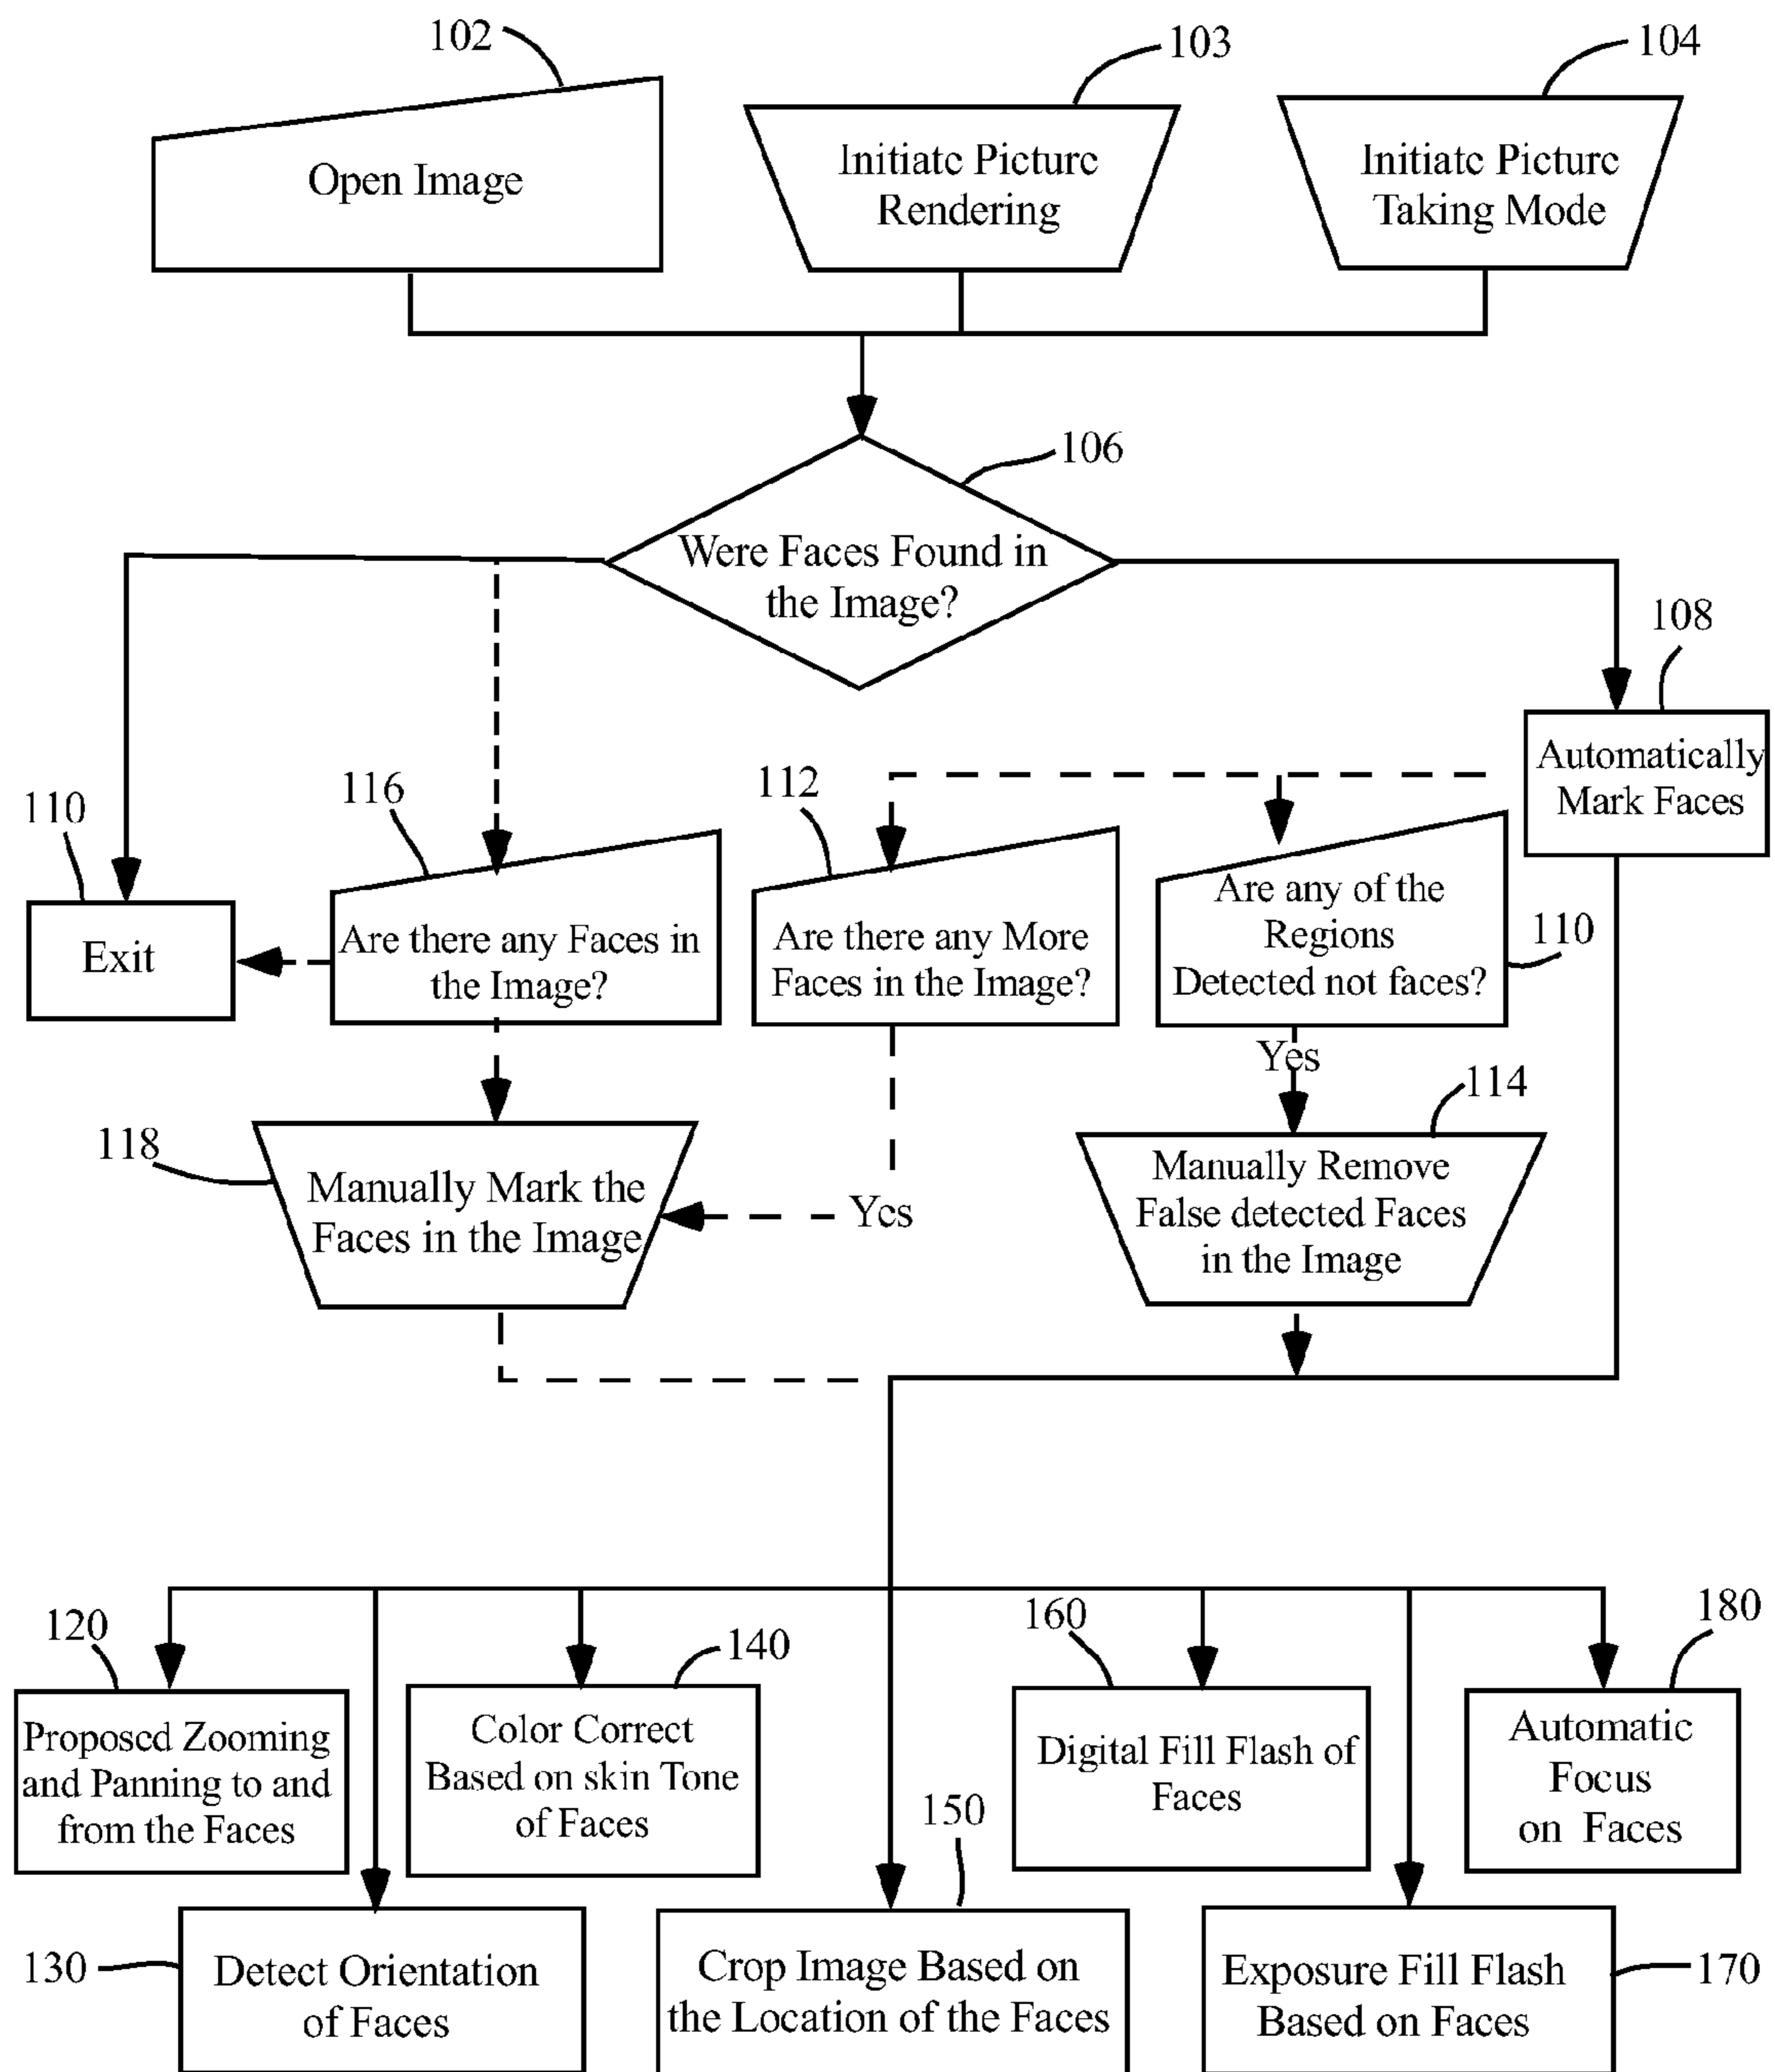 102
103
104
Open Image
Initiate Picture
Rendering
Initiate Picture
Taking Mode
106
Were Faces Found in
the Image?
108
Automatically
Mark Faces
110
116
112
Exit
Are there any Faces in
the Image?
Are there any More
Faces in the Image?
Are any of the
Regions
Detected not faces?
110
Yes
114
118
Manually Mark the
Faces in the Image
Yes
Manually Remove
False detected Faces
in the Image
120
140
160
180
Proposed Zooming
and Panning to and
from the Faces
Color Correct
Based on skin Tone
of Faces
150
Digital Fill Flash of
Faces
Automatic
Focus
on Faces
130
Detect Orientation
of Faces
Crop Image Based on
the Location of the Faces
Exposure Fill Flash
Based on Faces
170